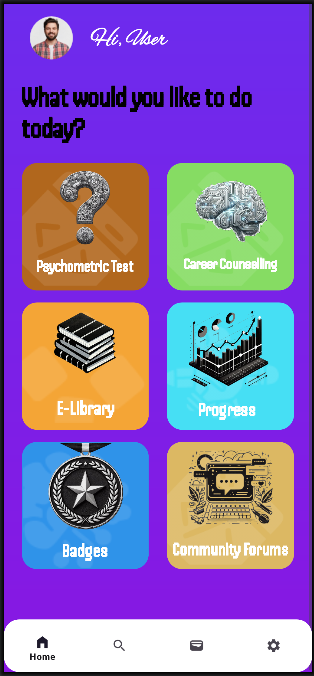 Hi, User
What would you like to do
today?
Psychometric Test
Career Counselling
E-Library
Progress
Badges
Community Forums
Home